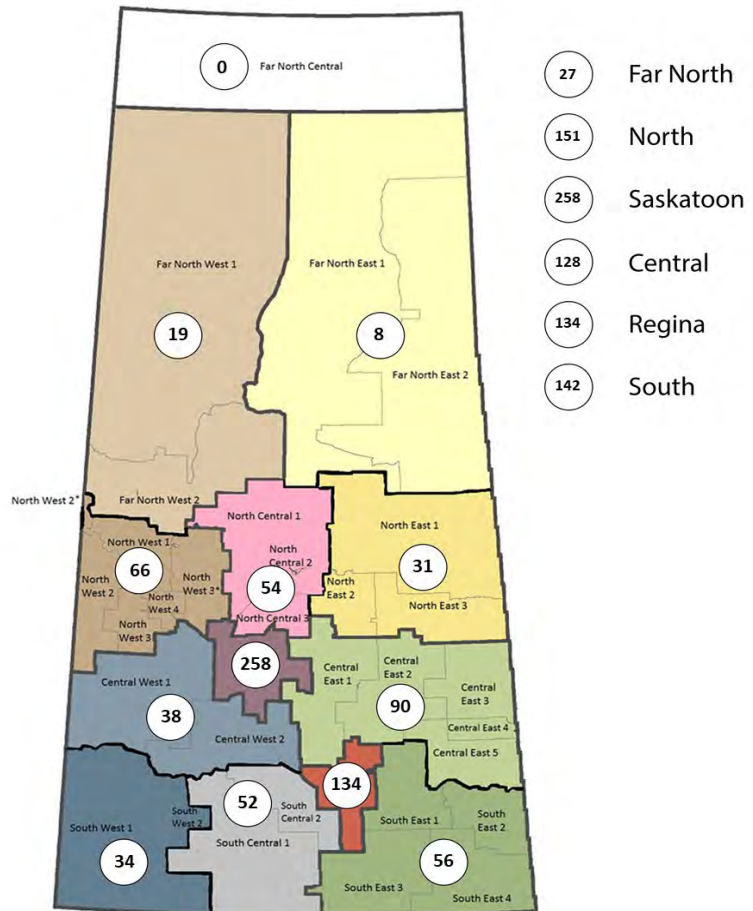 0 Far North Central
27 Far North
151 North
258 Saskatoon
128 Central
134 Regina
142 South
Far North West 1
19
Far North East 1
8
Far North East 2
North West 2*
Far North West 2
North West 1
66
North
West 2
North
West 3*
North
West 4
North
West 3
North Central 1
North
Central 2
54
North Central 3
North East 1
31
North
East 2
North East 3
258
Central West 1
38
Central West 2
Central
East 1
Central
East 2
90
Central
East 3
Central East 4
Central East 5
134
South West 1
South
West 2
34
52
South
Central 2
South Central 1
South East 1
South
East 2
56
South East 3
South East 4